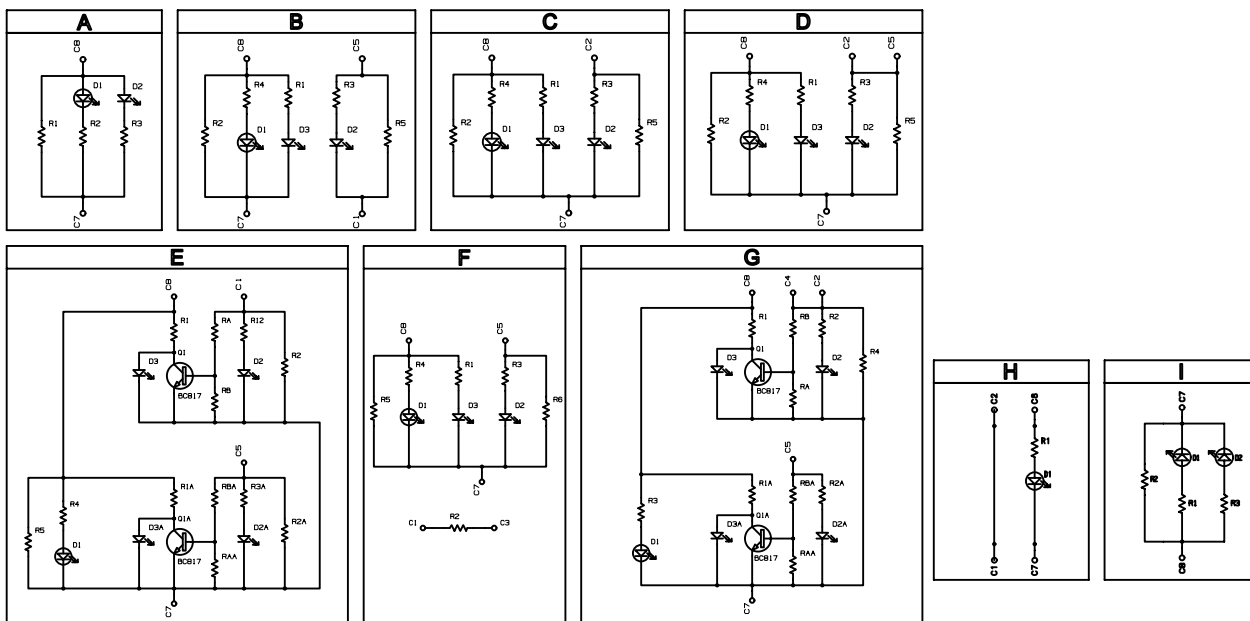 A
C8
D1
D2
R1
R2
R3
C7
B
C8
C5
R4
R1
R3
R2
D1
D3
D2
R5
C7
C1
C
C8
C2
R4
R1
R3
R2
D1
D3
D2
R5
C7
D
C8
C2
C5
R4
R1
R3
R2
D1
D3
D2
R5
C7
E
C8
C1
R1
RA
R12
D3
Q1
D2
R2
BC817
RB
C5
R1A
RBA
R3A
R4
R5
D1
D3A
Q1A
D2A
R2A
BC817
RAA
C7
F
C8
C5
R4
R1
R3
R5
D1
D3
D2
R6
C7
C1
R2
C3
G
C8
C4
C2
R1
RB
R2
D3
Q1
D2
R4
BC817
RA
C5
R1A
RBA
R2A
R3
D1
D3A
Q1A
D2A
BC817
RAA
C7
H
C2
C8
R1
D1
C1
C7
I
C7
D1
D2
R2
R1
R3
C8